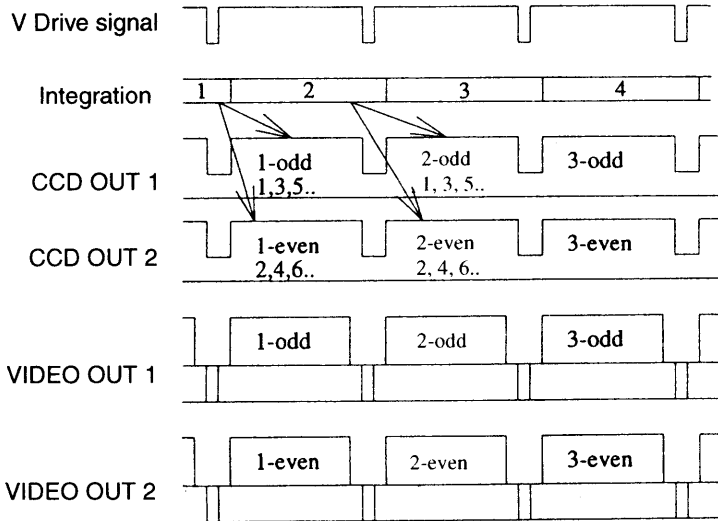 V Drive signal
Integration 1 2 3 4
1-odd 2-odd 3-odd
CCD OUT 1 1,3,5.. 1, 3, 5..
1-even 2-even 3-even
CCD OUT 2 2,4,6.. 2, 4, 6..
1-odd 2-odd 3-odd
VIDEO OUT 1
1-even 2-even 3-even
VIDEO OUT 2